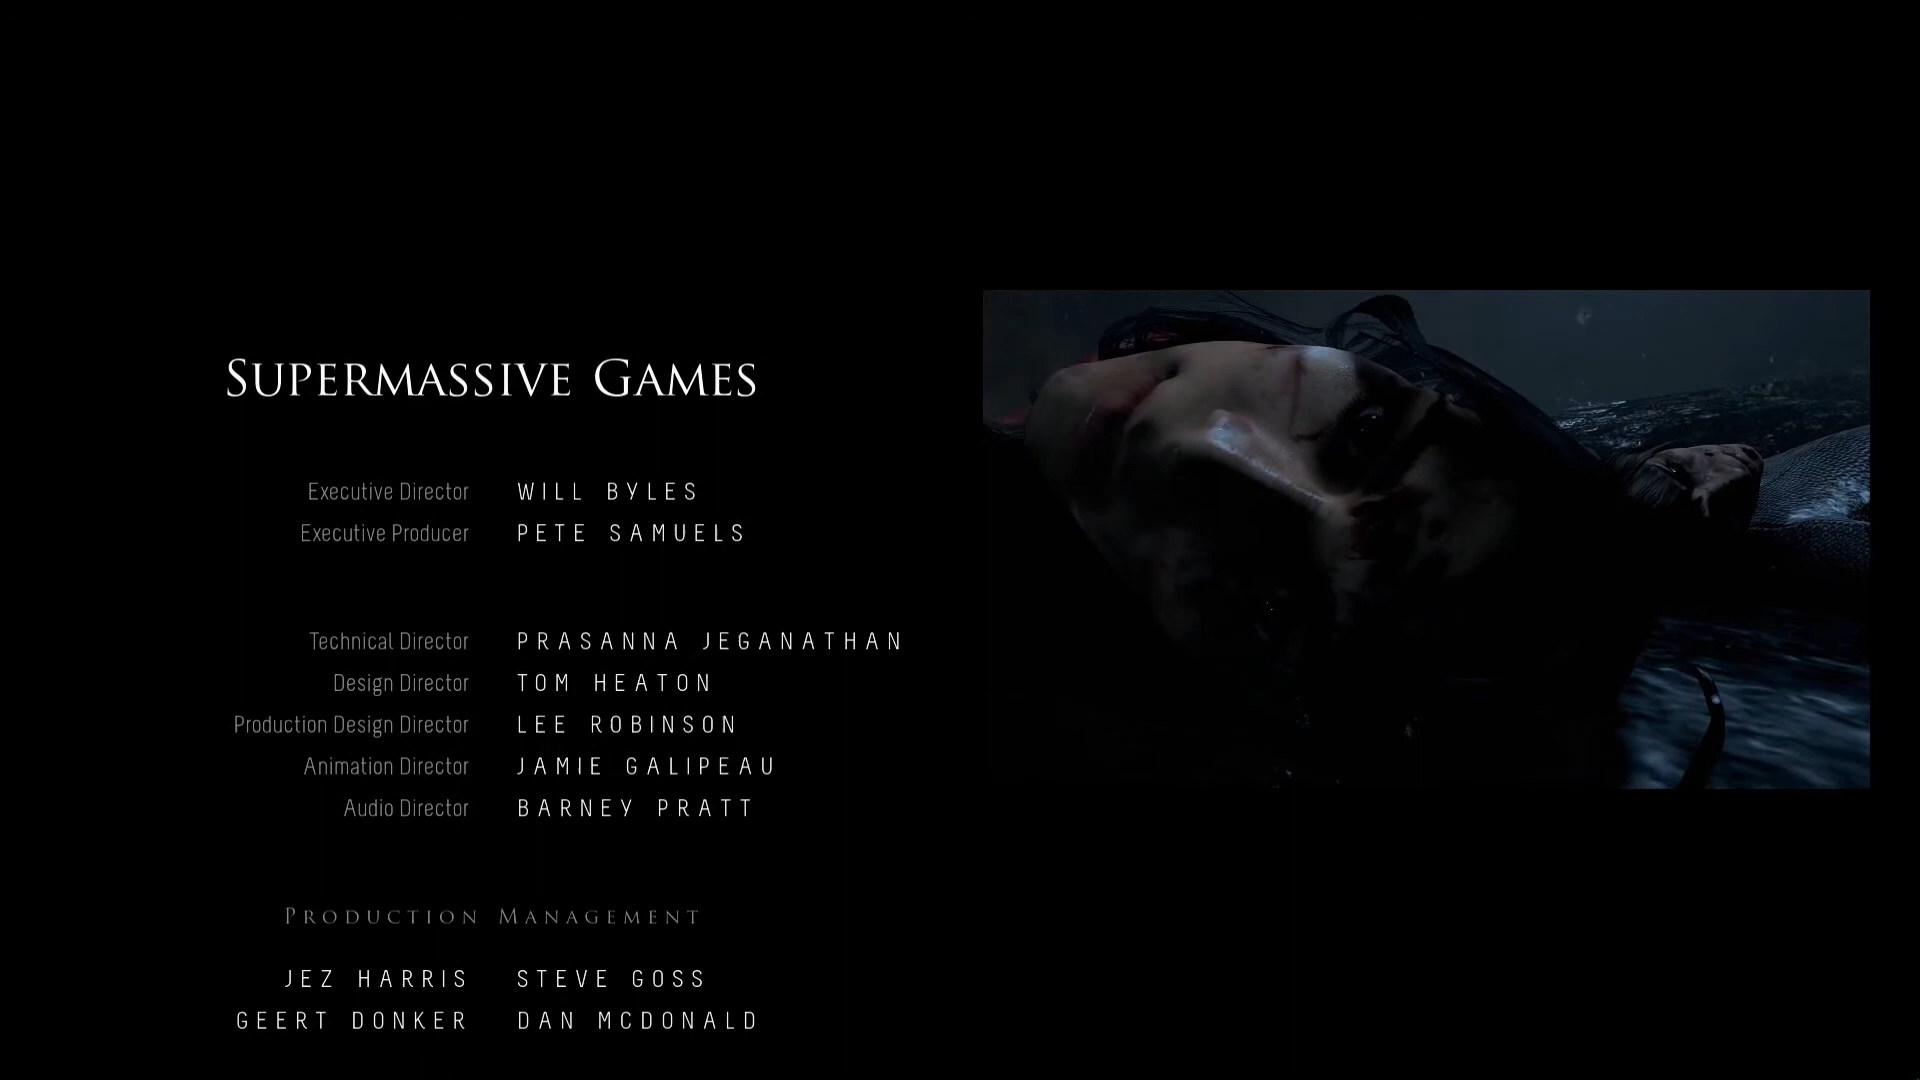 SUPERMASSIVE GAMES
Executive Director WILL BYLES
Executive Producer PETE SAMUELS
Technical Director PRASANNA JEGANATHAN
Design Director TOM HEATON
Production Design Director LEE ROBINSON
Animation Director JAMIE GALIPEAU
Audio Director BARNEY PRATT
PRODUCTION MANAGEMENT
JEZ HARRIS STEVE GOSS
GEERT DONKER DAN MCDONALD